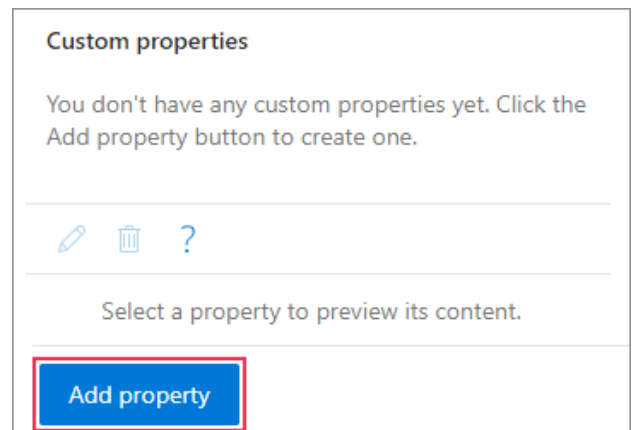 Custom properties
You don't have any custom properties yet. Click the
Add property button to create one.
?
Select a property to preview its content.
Add property